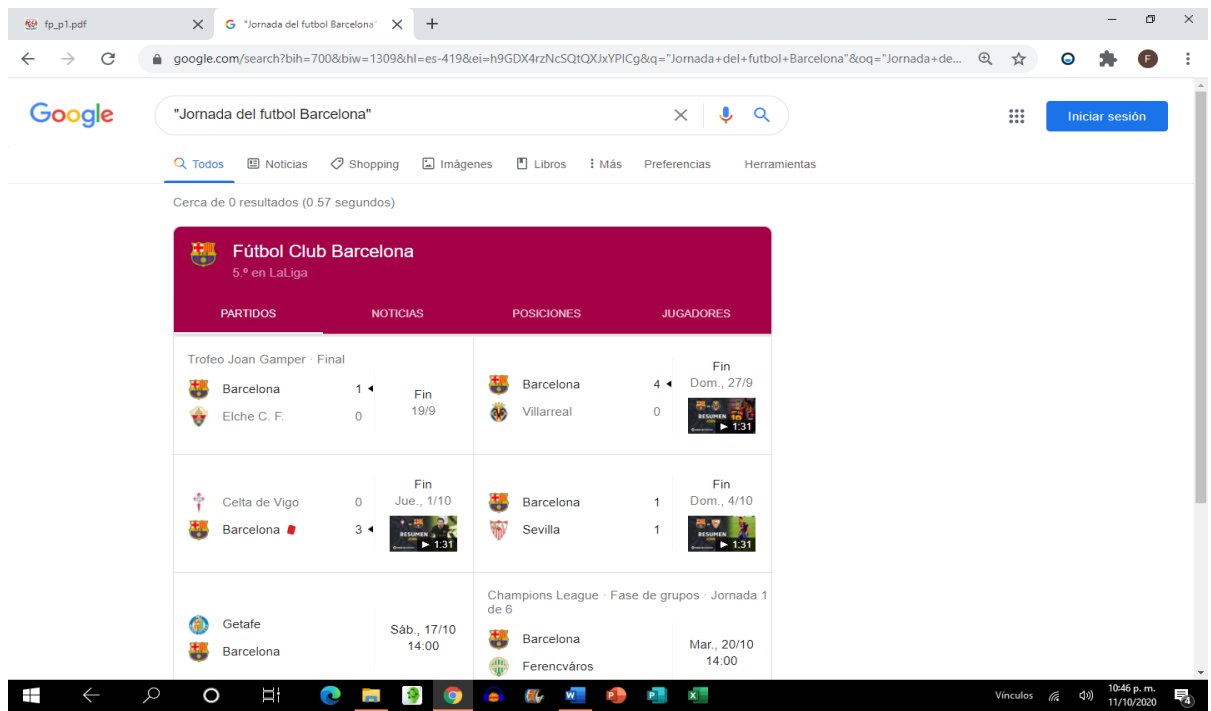 fp_p1.pdf
"Jornada del futbol Barcelona"
google.com/search?bih=700&biw=1309&hl=es-419&ei=h9GDX4rzNcSQtQXJxYPICg&q="Jornada+del+futbol+Barcelona"&oq="Jornada+de...
F
Google
"Jornada del futbol Barcelona"
Iniciar sesión
Todos Noticias Shopping Imágenes Libros Más Preferencias Herramientas
Cerca de 0 resultados (0.57 segundos)
Fútbol Club Barcelona
5.º en LaLiga
PARTIDOS NOTICIAS POSICIONES JUGADORES
Trofeo Joan Gamper · Final
Barcelona 1
Elche C. F. 0
Fin
19/9
Barcelona 4
Villarreal 0
Fin
Dom., 27/9
RESUMEN
1:31
Celta de Vigo 0
Barcelona 3
Fin
Jue., 1/10
RESUMEN
1:31
Barcelona 1
Sevilla 1
Fin
Dom., 4/10
RESUMEN
1:31
Getafe
Barcelona
Sáb., 17/10
14:00
Champions League · Fase de grupos · Jornada 1
de 6
Barcelona
Ferencváros
Mar., 20/10
14:00
Vínculos
10:46 p. m.
11/10/2020
4